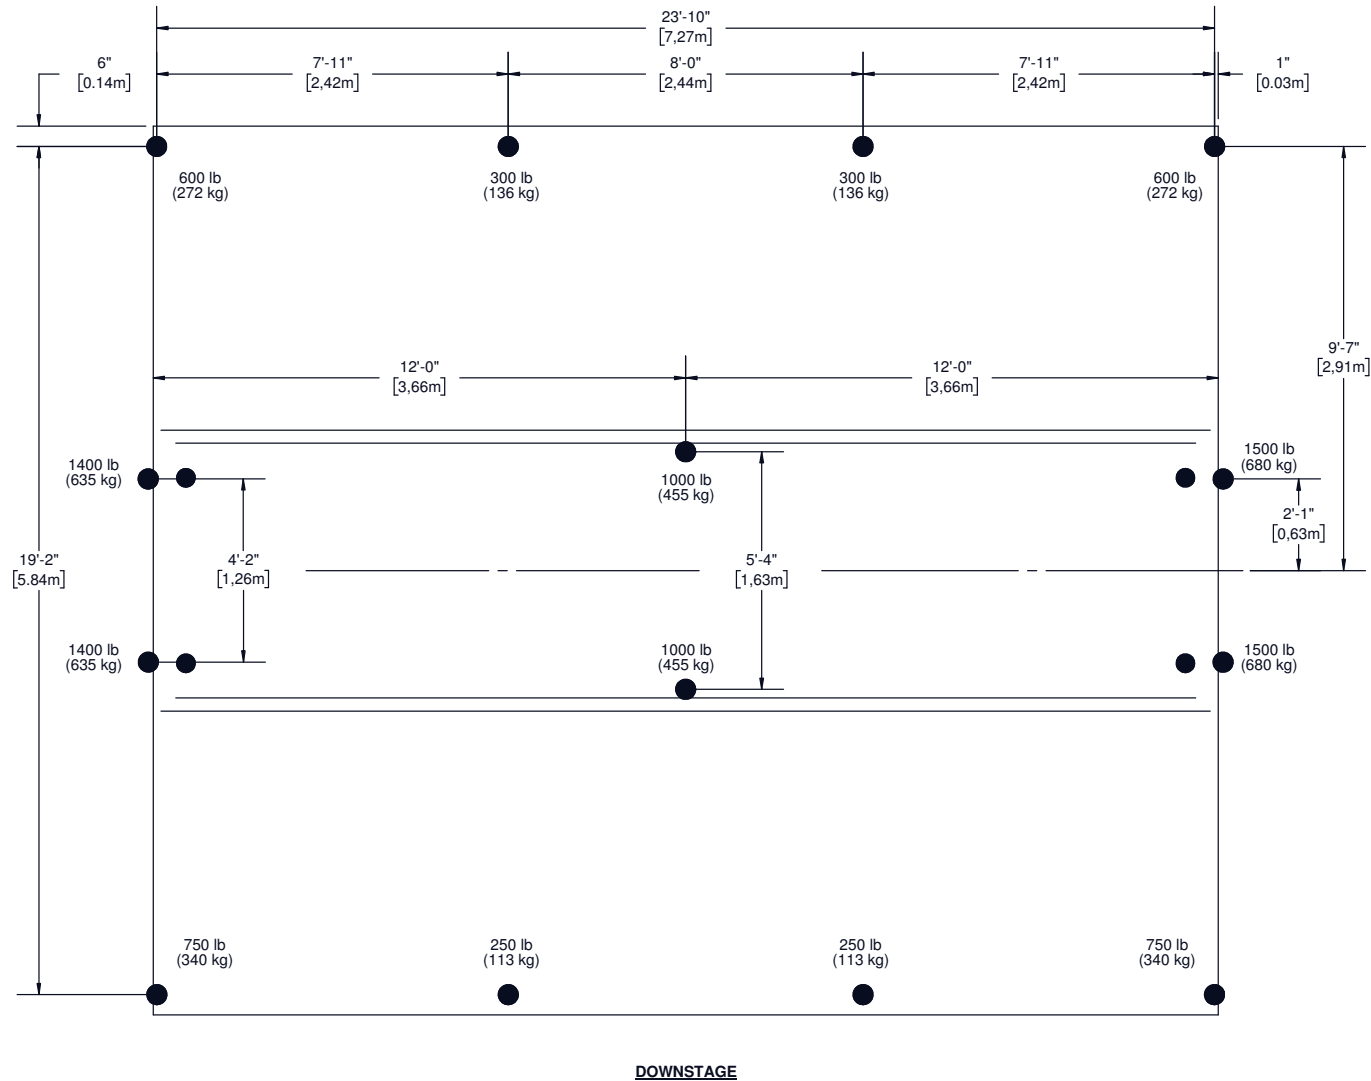 23'-10"
[7,27m]
6"
[0.14m]
7'-11"
[2,42m]
8'-0"
[2,44m]
7'-11"
[2,42m]
1"
[0.03m]
600 lb
(272 kg)
300 lb
(136 kg)
300 lb
(136 kg)
600 lb
(272 kg)
9'-7"
[2,91m]
12'-0"
[3,66m]
12'-0"
[3,66m]
1400 lb
(635 kg)
1000 lb
(455 kg)
1500 lb
(680 kg)
2'-1"
[0,63m]
19'-2"
[5.84m]
4'-2"
[1,26m]
5'-4"
[1,63m]
1400 lb
(635 kg)
1000 lb
(455 kg)
1500 lb
(680 kg)
750 lb
(340 kg)
250 lb
(113 kg)
250 lb
(113 kg)
750 lb
(340 kg)
DOWNSTAGE